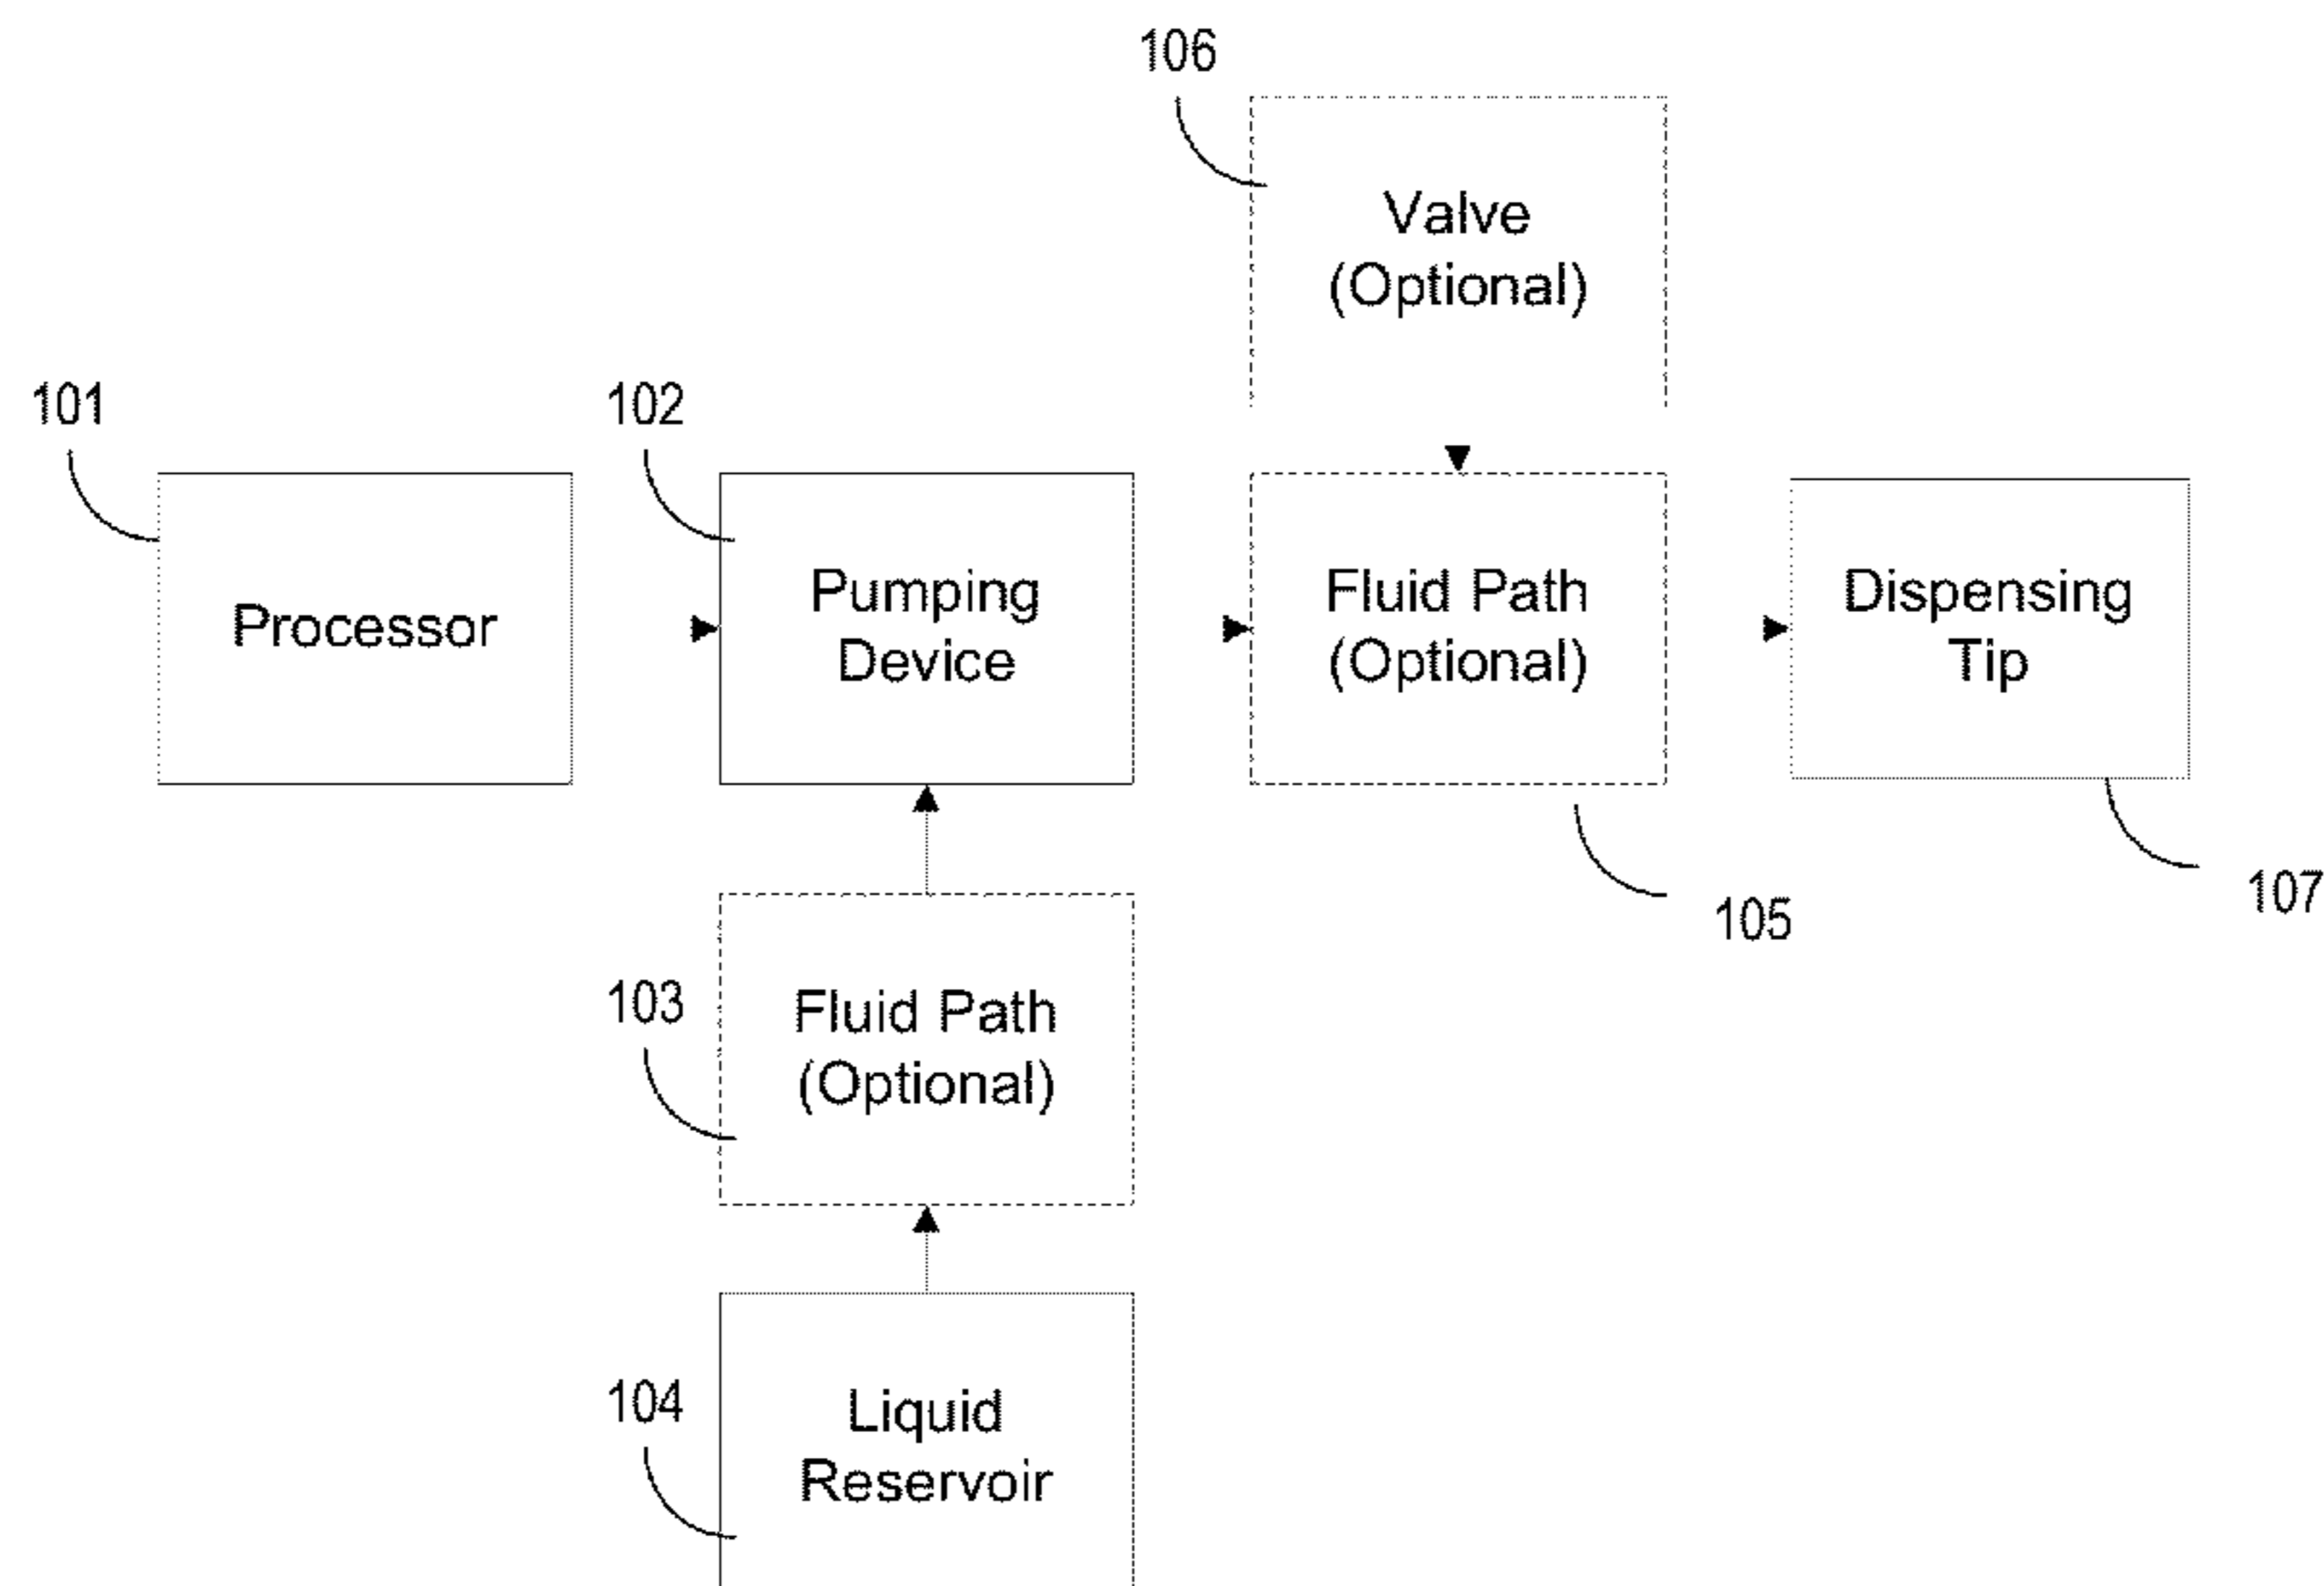 106
Valve
(Optional)
101
102
Processor
Pumping
Device
Fluid Path
(Optional)
Dispensing
Tip
105
107
103
Fluid Path
(Optional)
104
Liquid
Reservoir